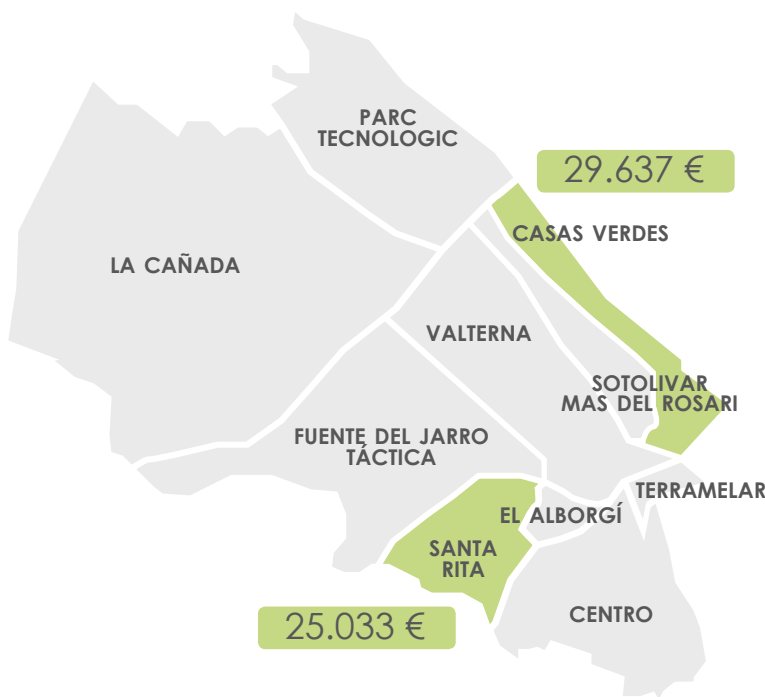 PARC
TECNOLOGIC
29.637 €
CASAS VERDES
LA CAÑADA
VALTERNA
SOTOLIVAR
MAS DEL ROSARI
FUENTE DEL JARRO
TÁCTICA
TERRAMELAR
EL ALBORGÍ
SANTA
RITA
CENTRO
25.033 €